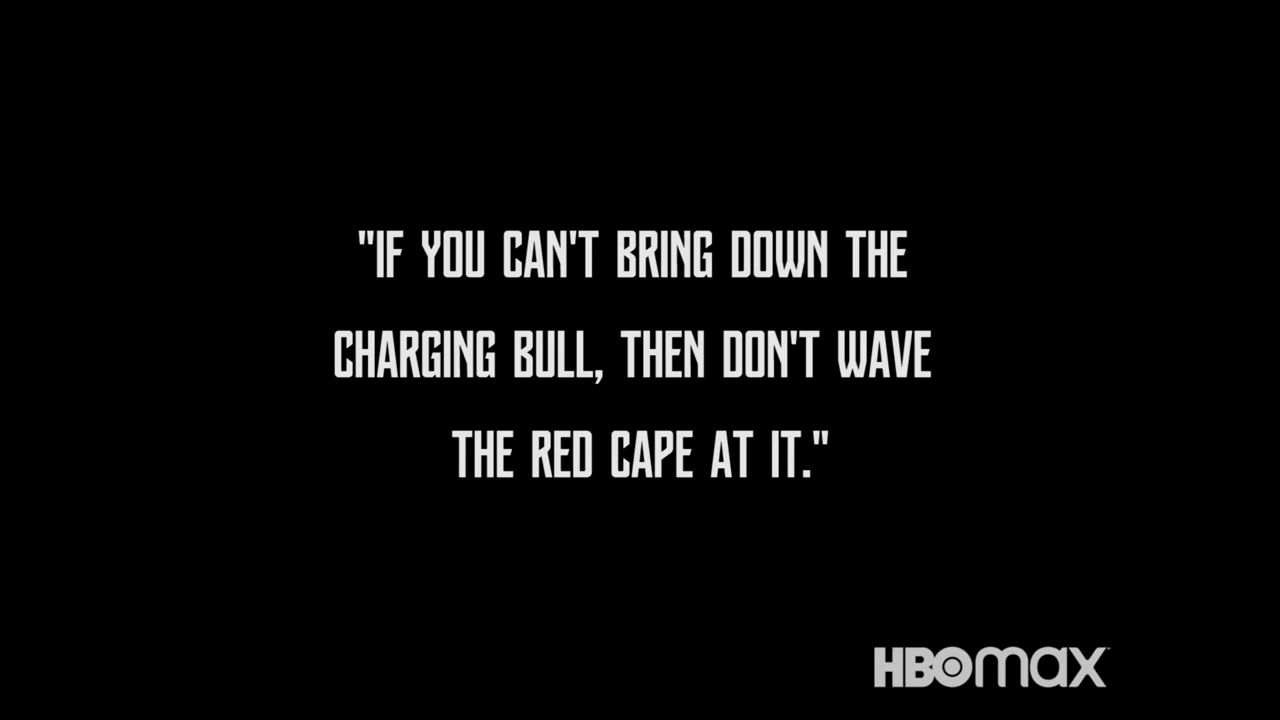 "IF YOU CAN'T BRING DOWN THE
CHARGING BULL, THEN DON'T WAVE
THE RED CAPE AT IT."
HBOmax